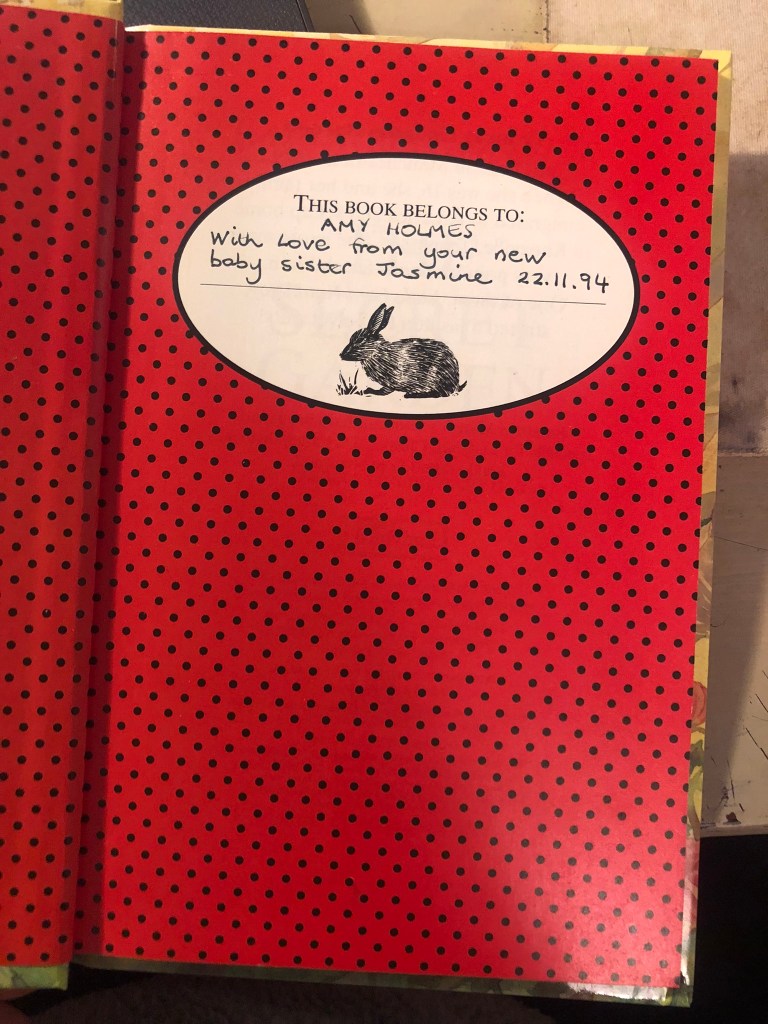 THIS BOOK BELONGS TO:
AMY HOLMES
With Love from your new
baby sister Jasmine 22.11.94